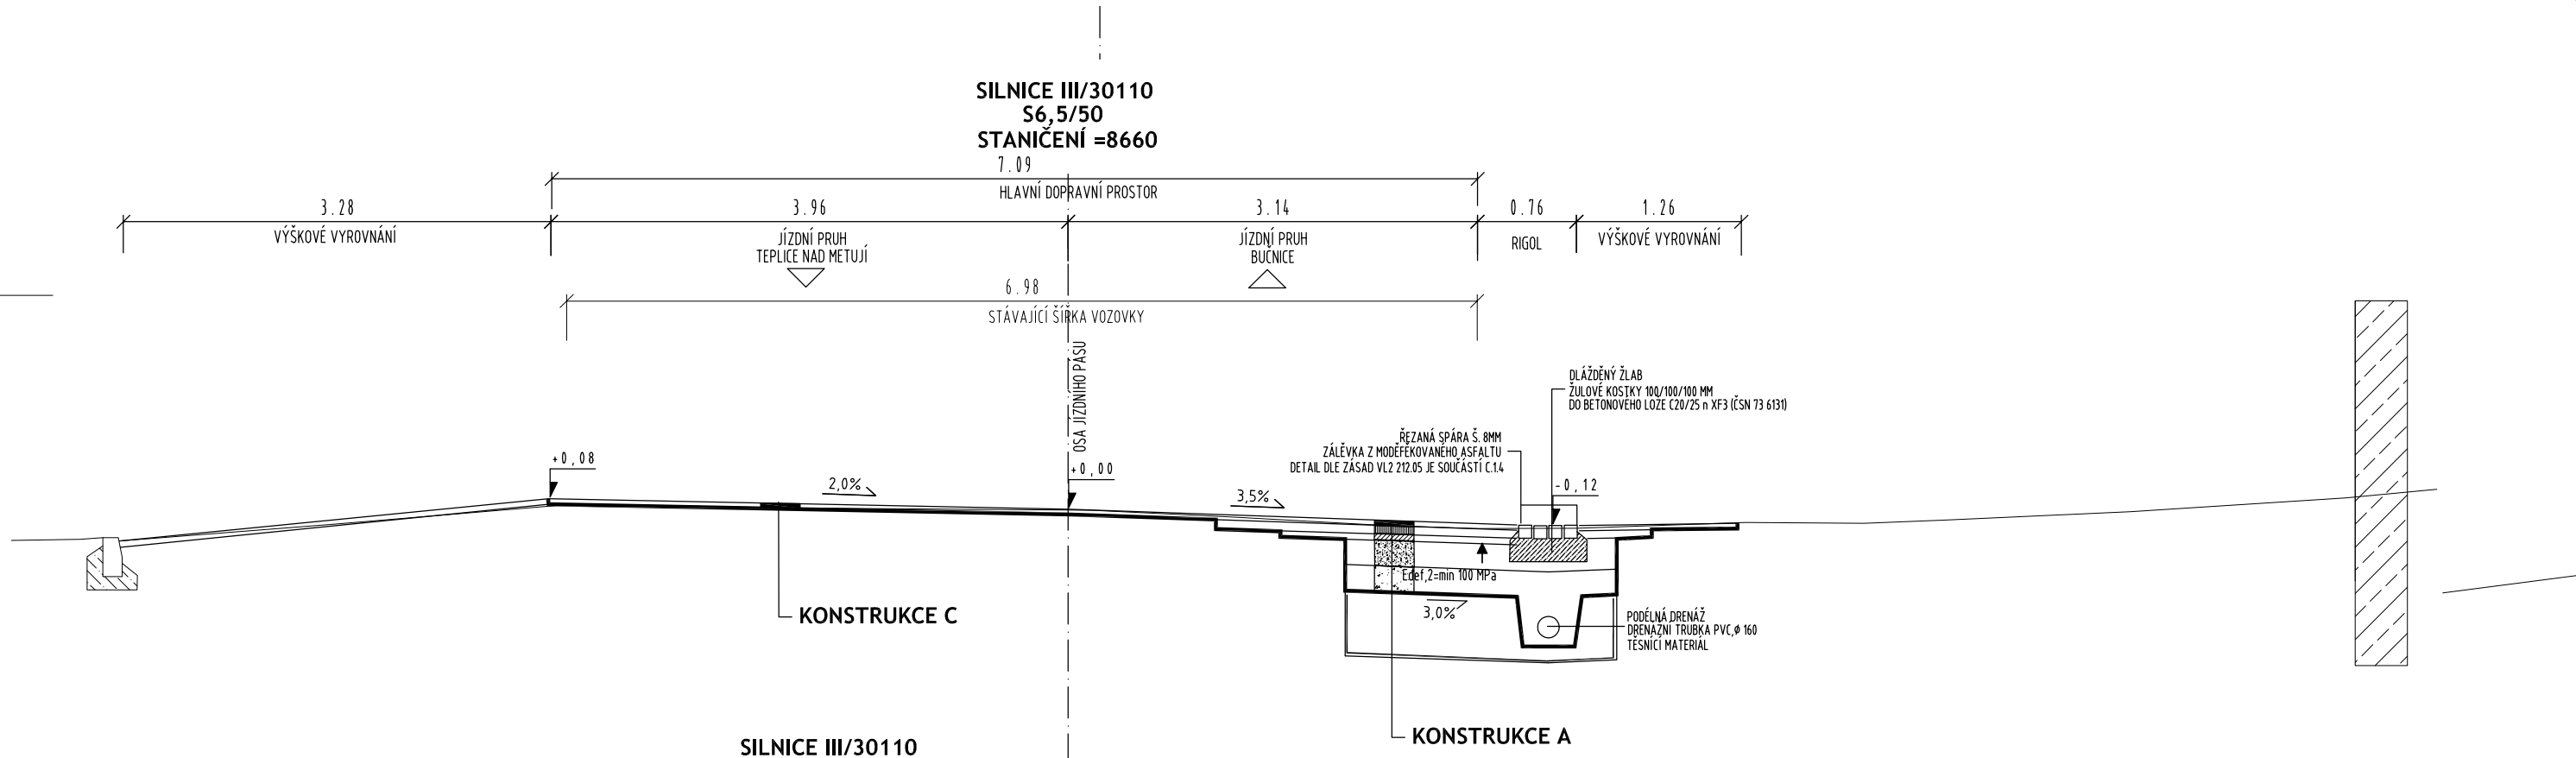 SILNICE III/30110
S6,5/50
STANIČENÍ =8660
7.09
HLAVNÍ DOPRAVNÍ PROSTOR
3.28
3.96
3.14
0.76
1.26
VÝŠKOVÉ VYROVNÁNÍ
JÍZDNÍ PRUH
TEPLICE NAD METUJÍ
JÍZDNÍ PRUH
BUČNICE
RIGOL
VÝŠKOVÉ VYROVNÁNÍ
6.98
STÁVAJÍCÍ ŠÍŘKA VOZOVKY
OSA JÍZDNÍHO PÁSU
DLÁŽDĚNÝ ŽLAB
ŽULOVÉ KOSTKY 100/100/100 MM
DO BETONOVÉHO LOŽE C20/25 n XF3 (ČSN 73 6131)
ŘEZANÁ SPÁRA Š. 8MM
ZÁLĚVKA Z MODĚFĚKOVANÉHO ASFALTU
DETAIL DLE ZÁSAD VL2 212.05 JE SOUČÁSTÍ C.1.4
+0,08
+0,00
-0,12
2,0%
3,5%
Edef,2=min 100 MPa
3,0%
KONSTRUKCE C
PODÉLNÁ DRENÁŽ
DRENÁŽNÍ TRUBKA PVC,Ø 160
TĚSNÍCÍ MATERIÁL
KONSTRUKCE A
SILNICE III/30110